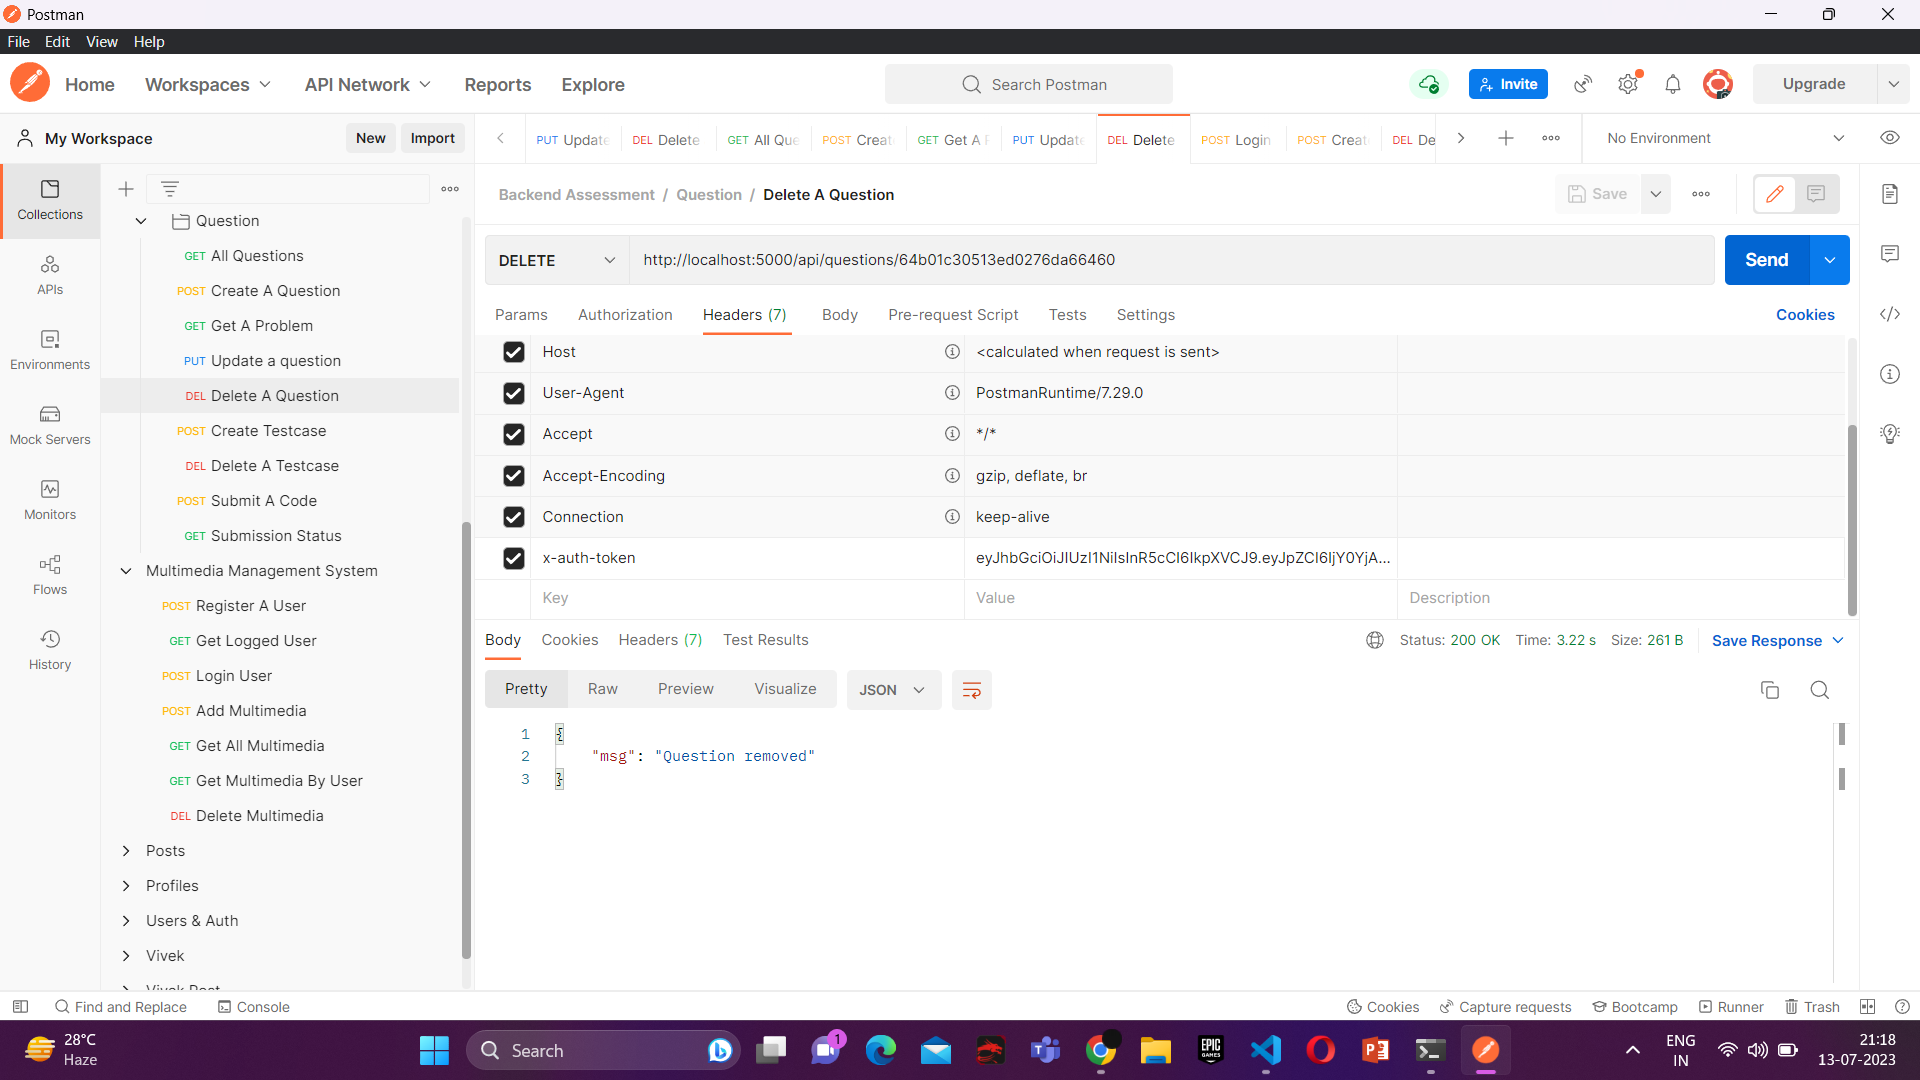 Postman
File Edit View Help
Home Workspaces API Network Reports Explore Search Postman Invite Upgrade
My Workspace New Import
PUT Update DEL Delete GET All Que POST Creat GET Get A P PUT Update DEL Delete POST Login POST Creat DEL De No Environment
Collections
APIs
Environments
Mock Servers
Monitors
Flows
History
Question
GET All Questions
POST Create A Question
GET Get A Problem
PUT Update a question
DEL Delete A Question
POST Create Testcase
DEL Delete A Testcase
POST Submit A Code
GET Submission Status
Multimedia Management System
POST Register A User
GET Get Logged User
POST Login User
POST Add Multimedia
GET Get All Multimedia
GET Get Multimedia By User
DEL Delete Multimedia
Posts
Profiles
Users & Auth
Vivek
Backend Assessment / Question / Delete A Question Save
DELETE http://localhost:5000/api/questions/64b01c30513ed0276da66460 Send
Params Authorization Headers (7) Body Pre-request Script Tests Settings Cookies
Host <calculated when request is sent>
User-Agent PostmanRuntime/7.29.0
Accept */*
Accept-Encoding gzip, deflate, br
Connection keep-alive
x-auth-token eyJhbGciOiJIUzI1NiIsInR5cCI6IkpXVCJ9.eyJpZCI6IjY0YjA...
Key Value Description
Body Cookies Headers (7) Test Results Status: 200 OK Time: 3.22 s Size: 261 B Save Response
Pretty Raw Preview Visualize JSON
1 {
2 "msg": "Question removed"
3 }
Find and Replace Console Cookies Capture requests Bootcamp Runner Trash
28°C
Haze
Search
1
EPIC GAMES
ENG
IN
21:18
13-07-2023